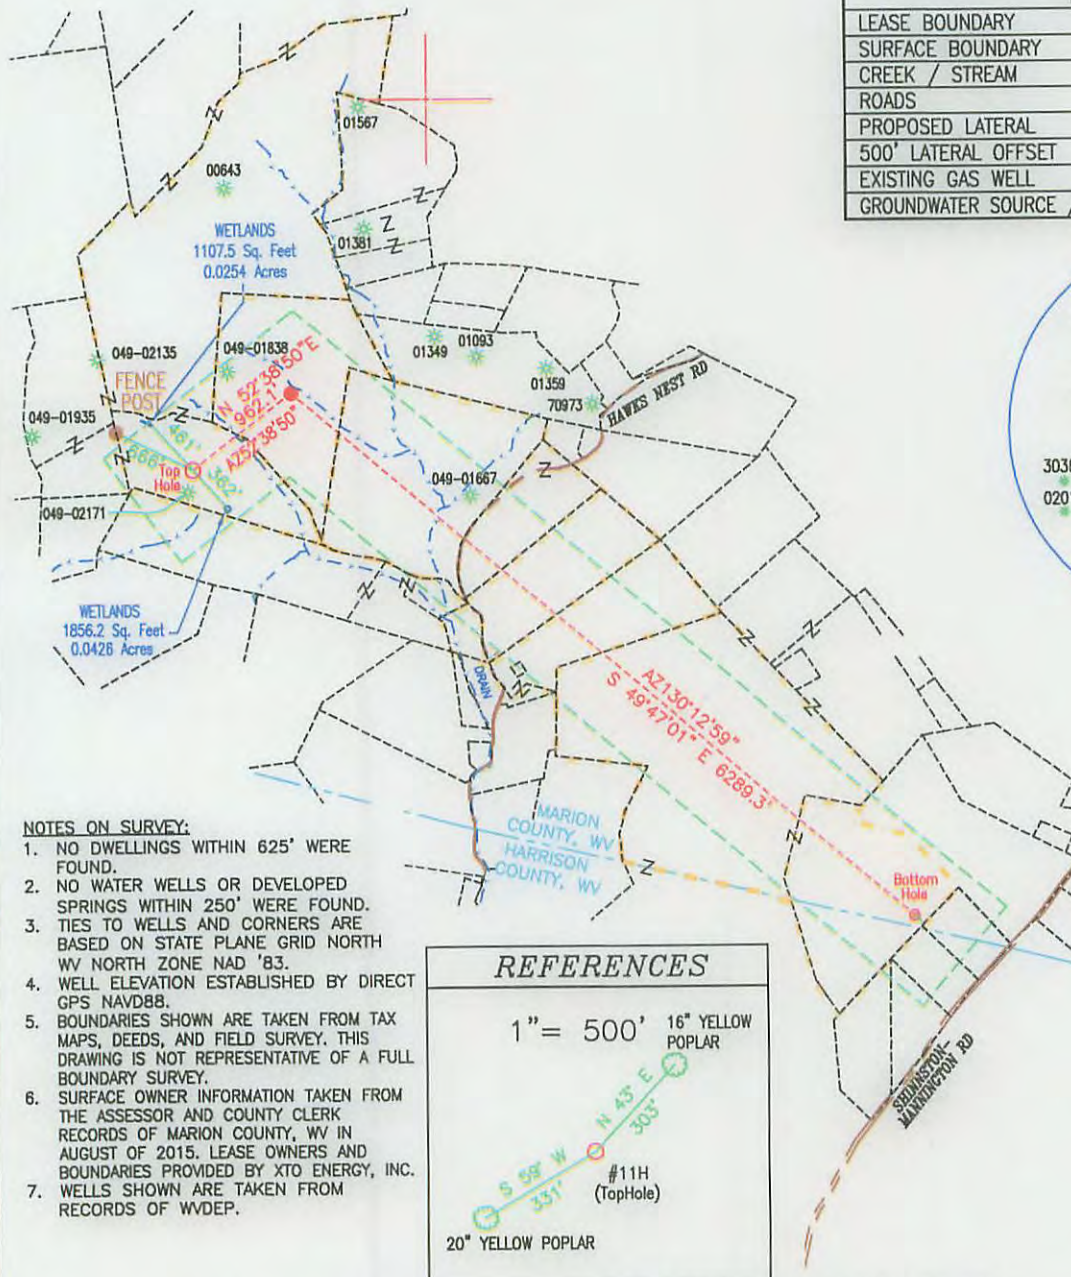 LEASE BOUNDARY
SURFACE BOUNDARY
CREEK / STREAM
ROADS
PROPOSED LATERAL
500' LATERAL OFFSET
EXISTING GAS WELL
GROUNDWATER SOURCE
01567
00643
01381
WETLANDS
1107.5 Sq. Feet
0.0254 Acres
049-02135
049-01838
01349
01093
01359
70973
HAWKS NEST RD
FENCE
POST
049-01935
N 52°38'50"E
962.1'
AZ52°38'50"
461'
666'
362'
Top
Hole
049-02171
049-01667
WETLANDS
1856.2 Sq. Feet
0.0426 Acres
DRAIN
AZ130°12'59"
S 49°47'01" E 6289.3'
MARION
COUNTY, WV
HARRISON
COUNTY, WV
Bottom
Hole
SHINNSTON-
MANNINGTON RD
NOTES ON SURVEY:
1. NO DWELLINGS WITHIN 625' WERE
FOUND.
2. NO WATER WELLS OR DEVELOPED
SPRINGS WITHIN 250' WERE FOUND.
3. TIES TO WELLS AND CORNERS ARE
BASED ON STATE PLANE GRID NORTH
WV NORTH ZONE NAD '83.
4. WELL ELEVATION ESTABLISHED BY DIRECT
GPS NAVD88.
5. BOUNDARIES SHOWN ARE TAKEN FROM TAX
MAPS, DEEDS, AND FIELD SURVEY. THIS
DRAWING IS NOT REPRESENTATIVE OF A FULL
BOUNDARY SURVEY.
6. SURFACE OWNER INFORMATION TAKEN FROM
THE ASSESSOR AND COUNTY CLERK
RECORDS OF MARION COUNTY, WV IN
AUGUST OF 2015. LEASE OWNERS AND
BOUNDARIES PROVIDED BY XTO ENERGY, INC.
7. WELLS SHOWN ARE TAKEN FROM
RECORDS OF WVDEP.
REFERENCES
1"= 500'
16" YELLOW
POPLAR
N 43° E
303'
S 59° W
331'
#11H
(TopHole)
20" YELLOW POPLAR